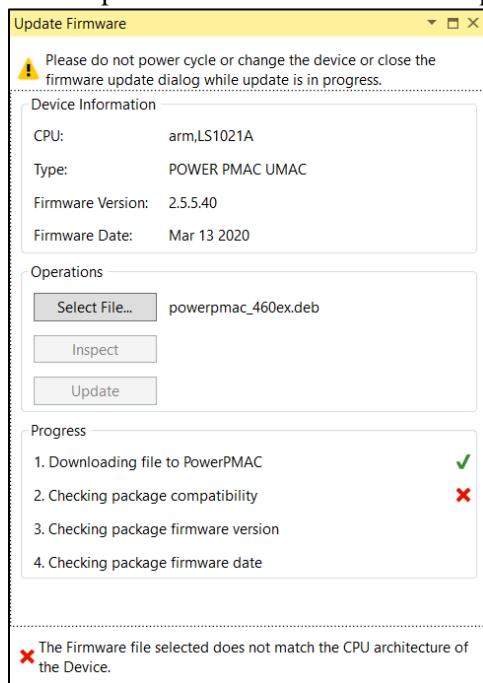 Update Firmware
Please do not power cycle or change the device or close the
firmware update dialog while update is in progress.
Device Information
CPU: arm,LS1021A
Type: POWER PMAC UMAC
Firmware Version: 2.5.5.40
Firmware Date: Mar 13 2020
Operations
Select File... powerpmac_460ex.deb
Inspect
Update
Progress
1. Downloading file to PowerPMAC
2. Checking package compatibility
3. Checking package firmware version
4. Checking package firmware date
The Firmware file selected does not match the CPU architecture of
the Device.